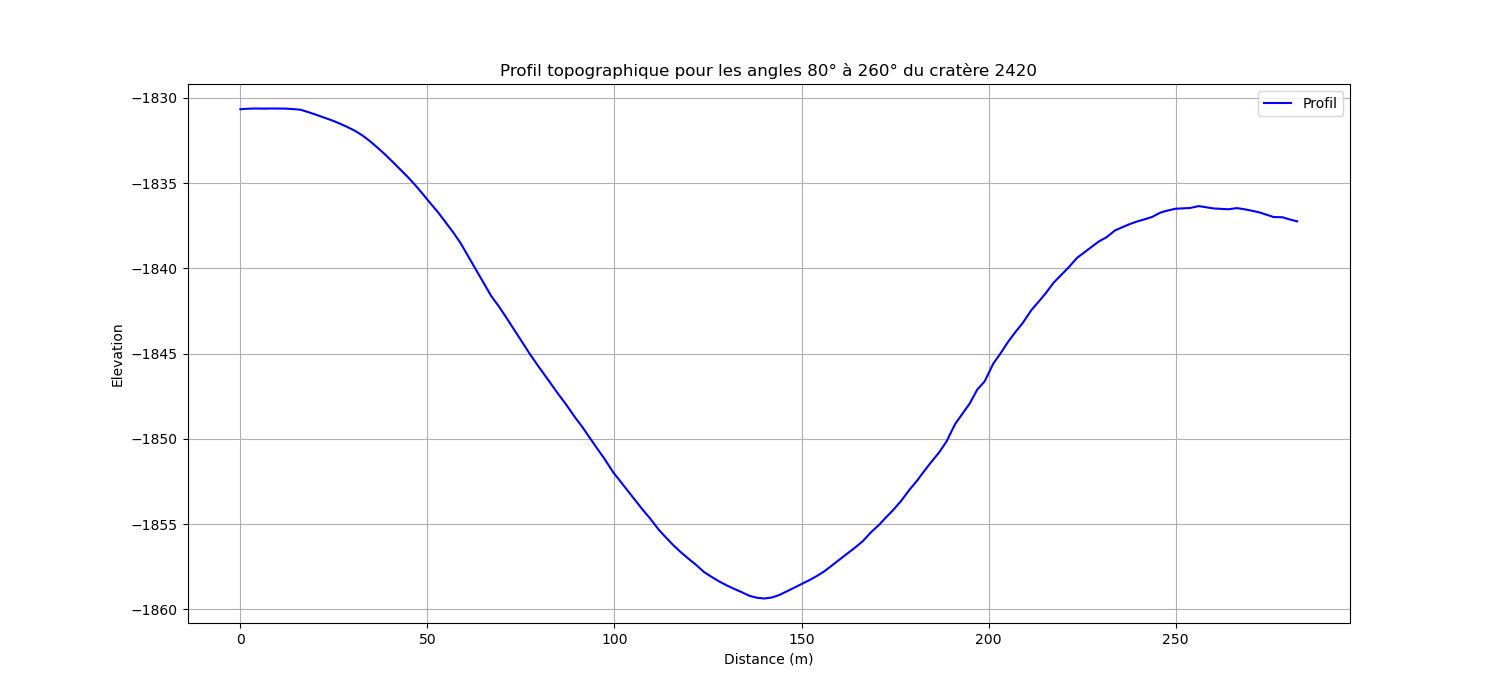 Profil topographique pour les angles 80° à 260° du cratère 2420
Profil
−1830
−1835
−1840
−1845
−1850
−1855
−1860
Elevation
0 50 100 150 200 250
Distance (m)